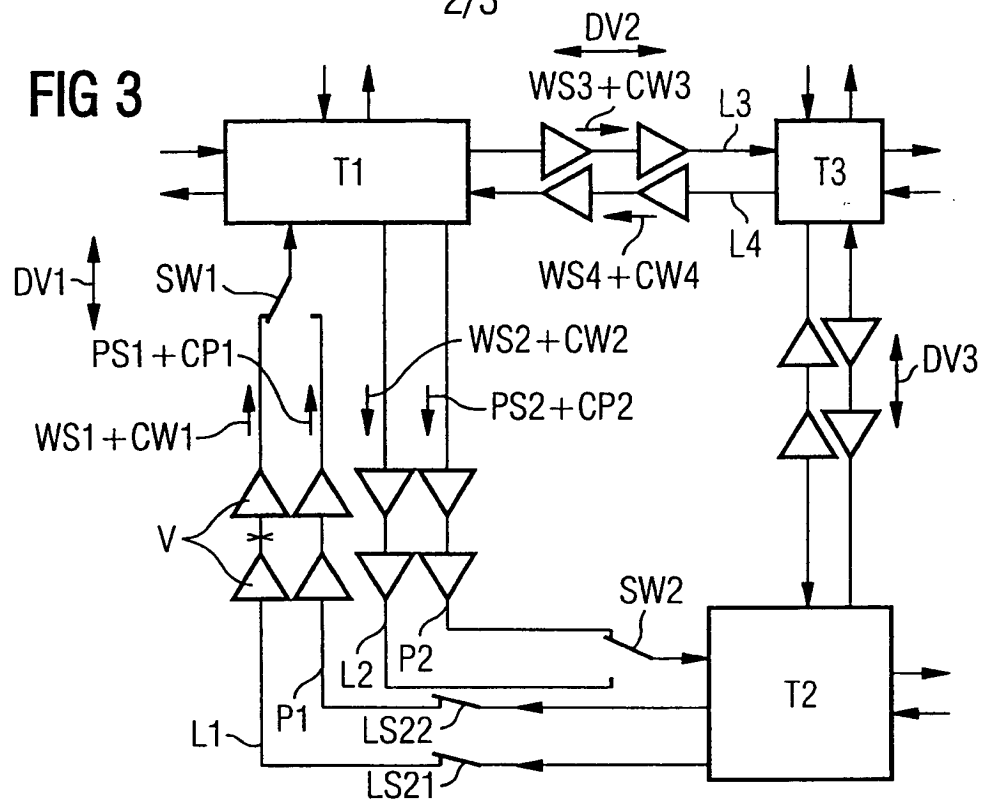 2/3
DV2
FIG 3
WS3+CW3
L3
T1
T3
L4
WS4+CW4
DV1
SW1
PS1+CP1
WS2+CW2
DV3
PS2+CP2
WS1+CW1
V
SW2
L2
P2
T2
P1
L1
LS22
LS21